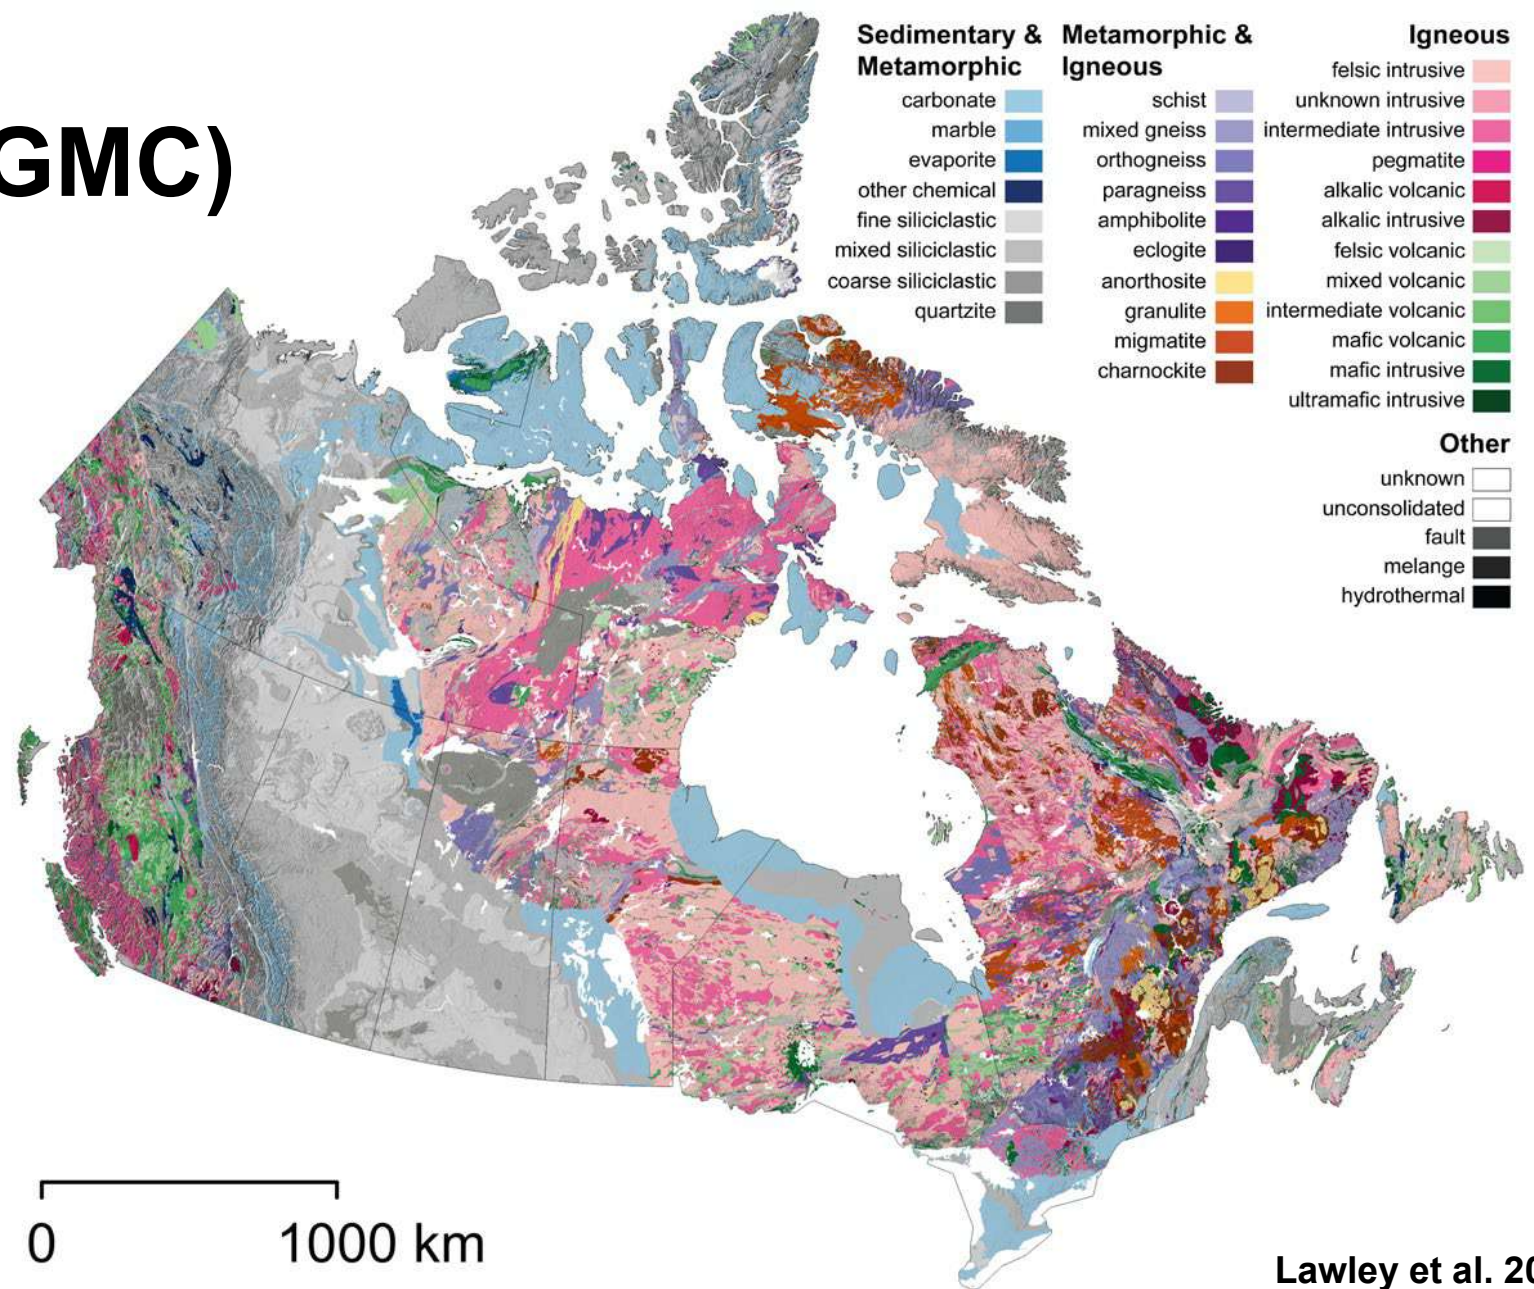 GMC)
Sedimentary &
Metamorphic
carbonate
marble
evaporite
other chemical
fine siliciclastic
mixed siliciclastic
coarse siliciclastic
quartzite
Metamorphic &
Igneous
schist
mixed gneiss
orthogneiss
paragneiss
amphibolite
eclogite
anorthosite
granulite
migmatite
charnockite
Igneous
felsic intrusive
unknown intrusive
intermediate intrusive
pegmatite
alkalic volcanic
alkalic intrusive
felsic volcanic
mixed volcanic
intermediate volcanic
mafic volcanic
mafic intrusive
ultramafic intrusive
Other
unknown
unconsolidated
fault
melange
hydrothermal
0 1000 km
Lawley et al. 20